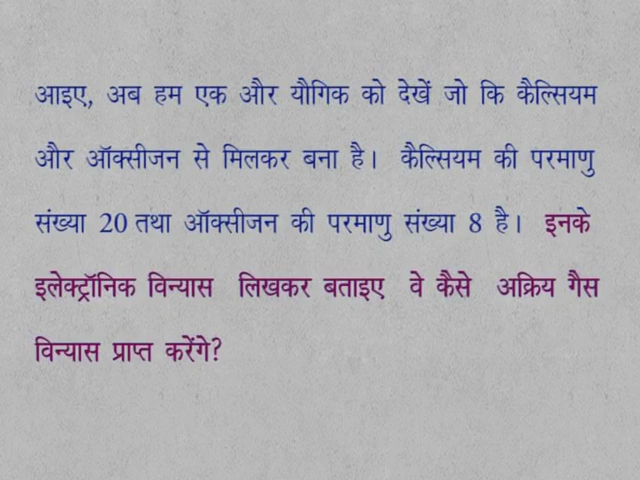 आइए, अब हम एक और यौगिक को देखें जो कि कैल्सियम
और ऑक्सीजन से मिलकर बना है। कैल्सियम की परमाणु
संख्या 20 तथा ऑक्सीजन की परमाणु संख्या 8 है। इनके
इलेक्ट्रॉनिक विन्यास लिखकर बताइए वे कैसे अक्रिय गैस
विन्यास प्राप्त करेंगे?